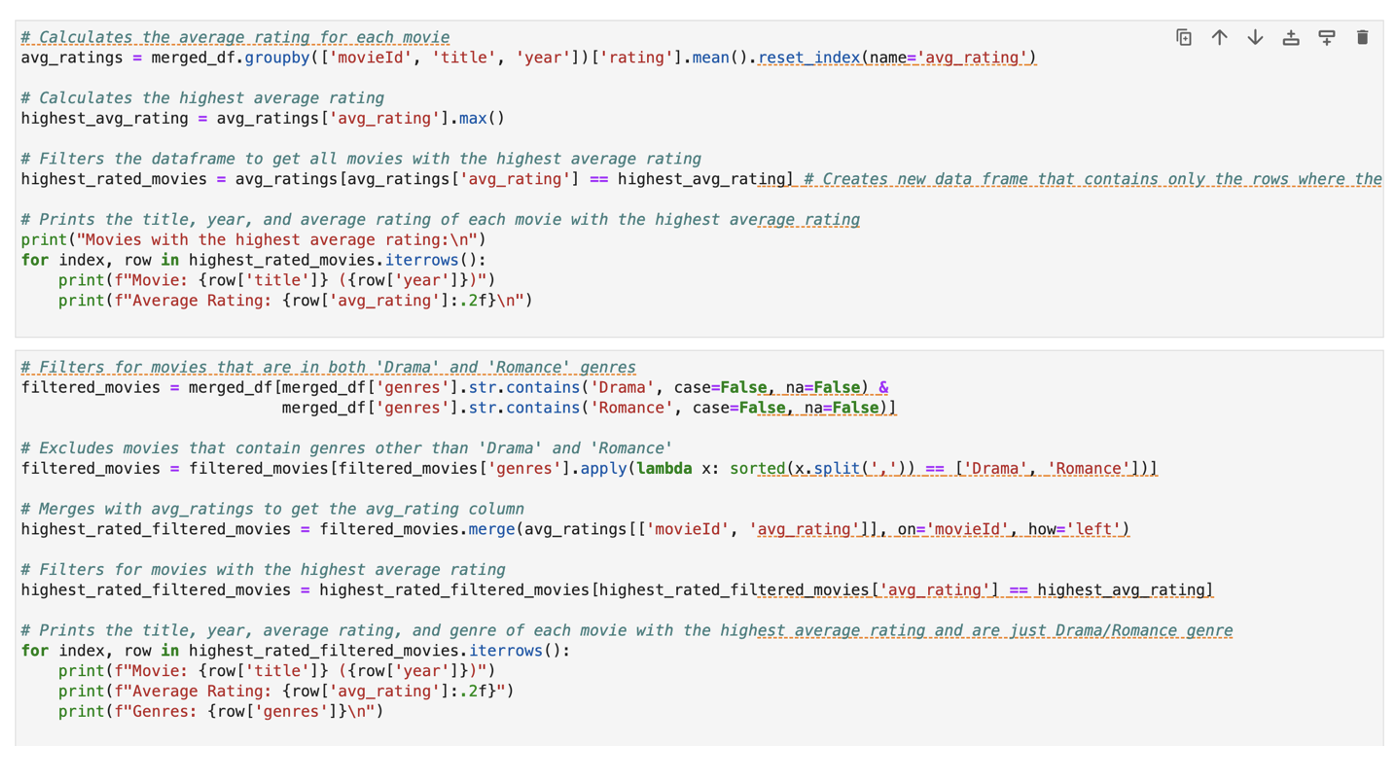 # Calculates the average rating for each movie
avg_ratings = merged_df.groupby(['movieId', 'title', 'year'])['rating'].mean().reset_index(name='avg_rating')
# Calculates the highest average rating
highest_avg_rating = avg_ratings['avg_rating'].max()
# Filters the dataframe to get all movies with the highest average rating
highest_rated_movies = avg_ratings[avg_ratings['avg_rating'] == highest_avg_rating] # Creates new data frame that contains only the rows where the
# Prints the title, year, and average rating of each movie with the highest average rating
print("Movies with the highest average rating:\n")
for index, row in highest_rated_movies.iterrows():
    print(f"Movie: {row['title']} ({row['year']})")
    print(f"Average Rating: {row['avg_rating']:.2f}\n")
# Filters for movies that are in both 'Drama' and 'Romance' genres
filtered_movies = merged_df[merged_df['genres'].str.contains('Drama', case=False, na=False) &
                            merged_df['genres'].str.contains('Romance', case=False, na=False)]
# Excludes movies that contain genres other than 'Drama' and 'Romance'
filtered_movies = filtered_movies[filtered_movies['genres'].apply(lambda x: sorted(x.split(',')) == ['Drama', 'Romance'])]
# Merges with avg_ratings to get the avg_rating column
highest_rated_filtered_movies = filtered_movies.merge(avg_ratings[['movieId', 'avg_rating']], on='movieId', how='left')
# Filters for movies with the highest average rating
highest_rated_filtered_movies = highest_rated_filtered_movies[highest_rated_filtered_movies['avg_rating'] == highest_avg_rating]
# Prints the title, year, average rating, and genre of each movie with the highest average rating and are just Drama/Romance genre
for index, row in highest_rated_filtered_movies.iterrows():
    print(f"Movie: {row['title']} ({row['year']})")
    print(f"Average Rating: {row['avg_rating']:.2f}")
    print(f"Genres: {row['genres']}\n")